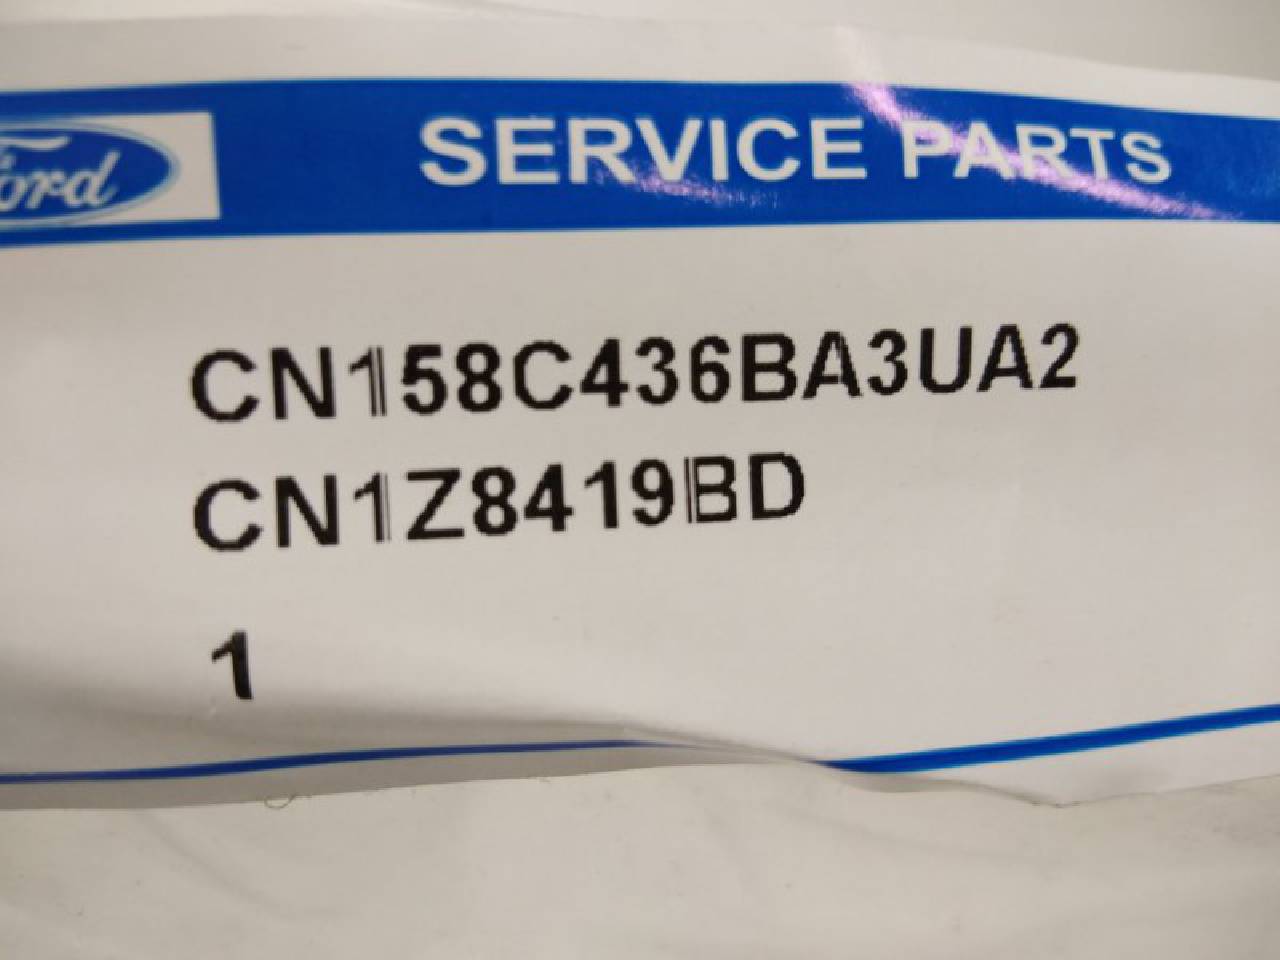 Ford
SERVICE PARTS
CN158C436BA3UA2
CN1Z8419BD
1